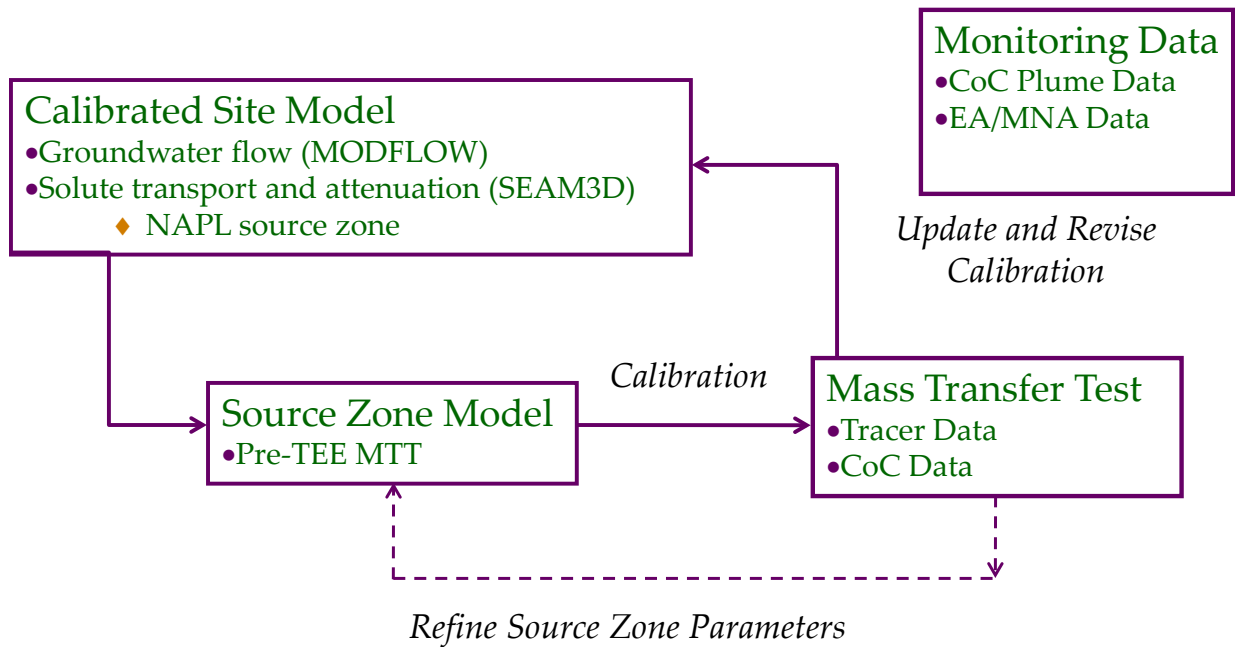 Monitoring Data
•CoC Plume Data
•EA/MNA Data
Calibrated Site Model
•Groundwater flow (MODFLOW)
•Solute transport and attenuation (SEAM3D)
♦ NAPL source zone
Update and Revise
Calibration
Calibration
Source Zone Model
•Pre-TEE MTT
Mass Transfer Test
•Tracer Data
•CoC Data
Refine Source Zone Parameters